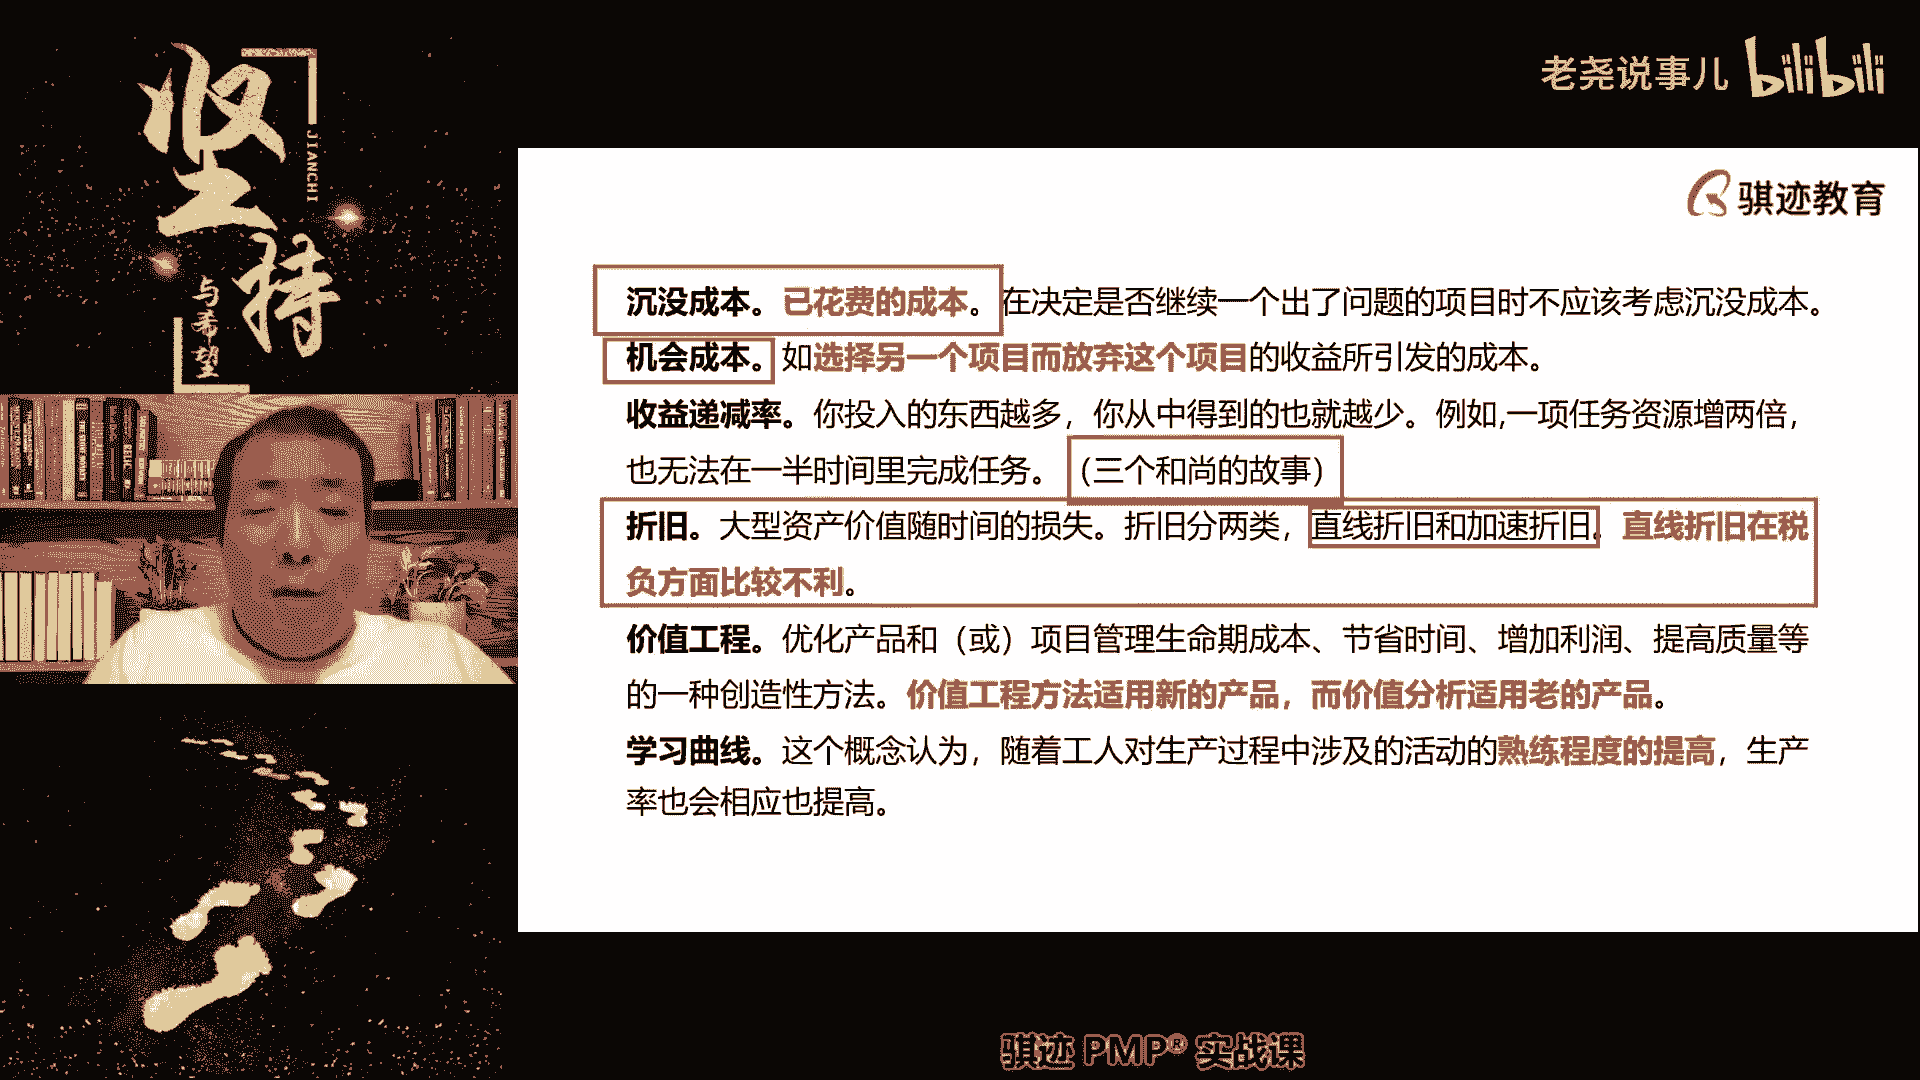 坚持
JIANCHI
与希望
老尧说事儿 bilibili
骐迹教育
沉没成本。已花费的成本。在决定是否继续一个出了问题的项目时不应该考虑沉没成本。
机会成本。如选择另一个项目而放弃这个项目的收益所引发的成本。
收益递减率。你投入的东西越多，你从中得到的也就越少。例如,一项任务资源增两倍，
也无法在一半时间里完成任务。（三个和尚的故事）
折旧。大型资产价值随时间的损失。折旧分两类，直线折旧和加速折旧。直线折旧在税
负方面比较不利。
价值工程。优化产品和（或）项目管理生命期成本、节省时间、增加利润、提高质量等
的一种创造性方法。价值工程方法适用新的产品，而价值分析适用老的产品。
学习曲线。这个概念认为，随着工人对生产过程中涉及的活动的熟练程度的提高，生产
率也会相应也提高。
骐迹 PMP® 实战课